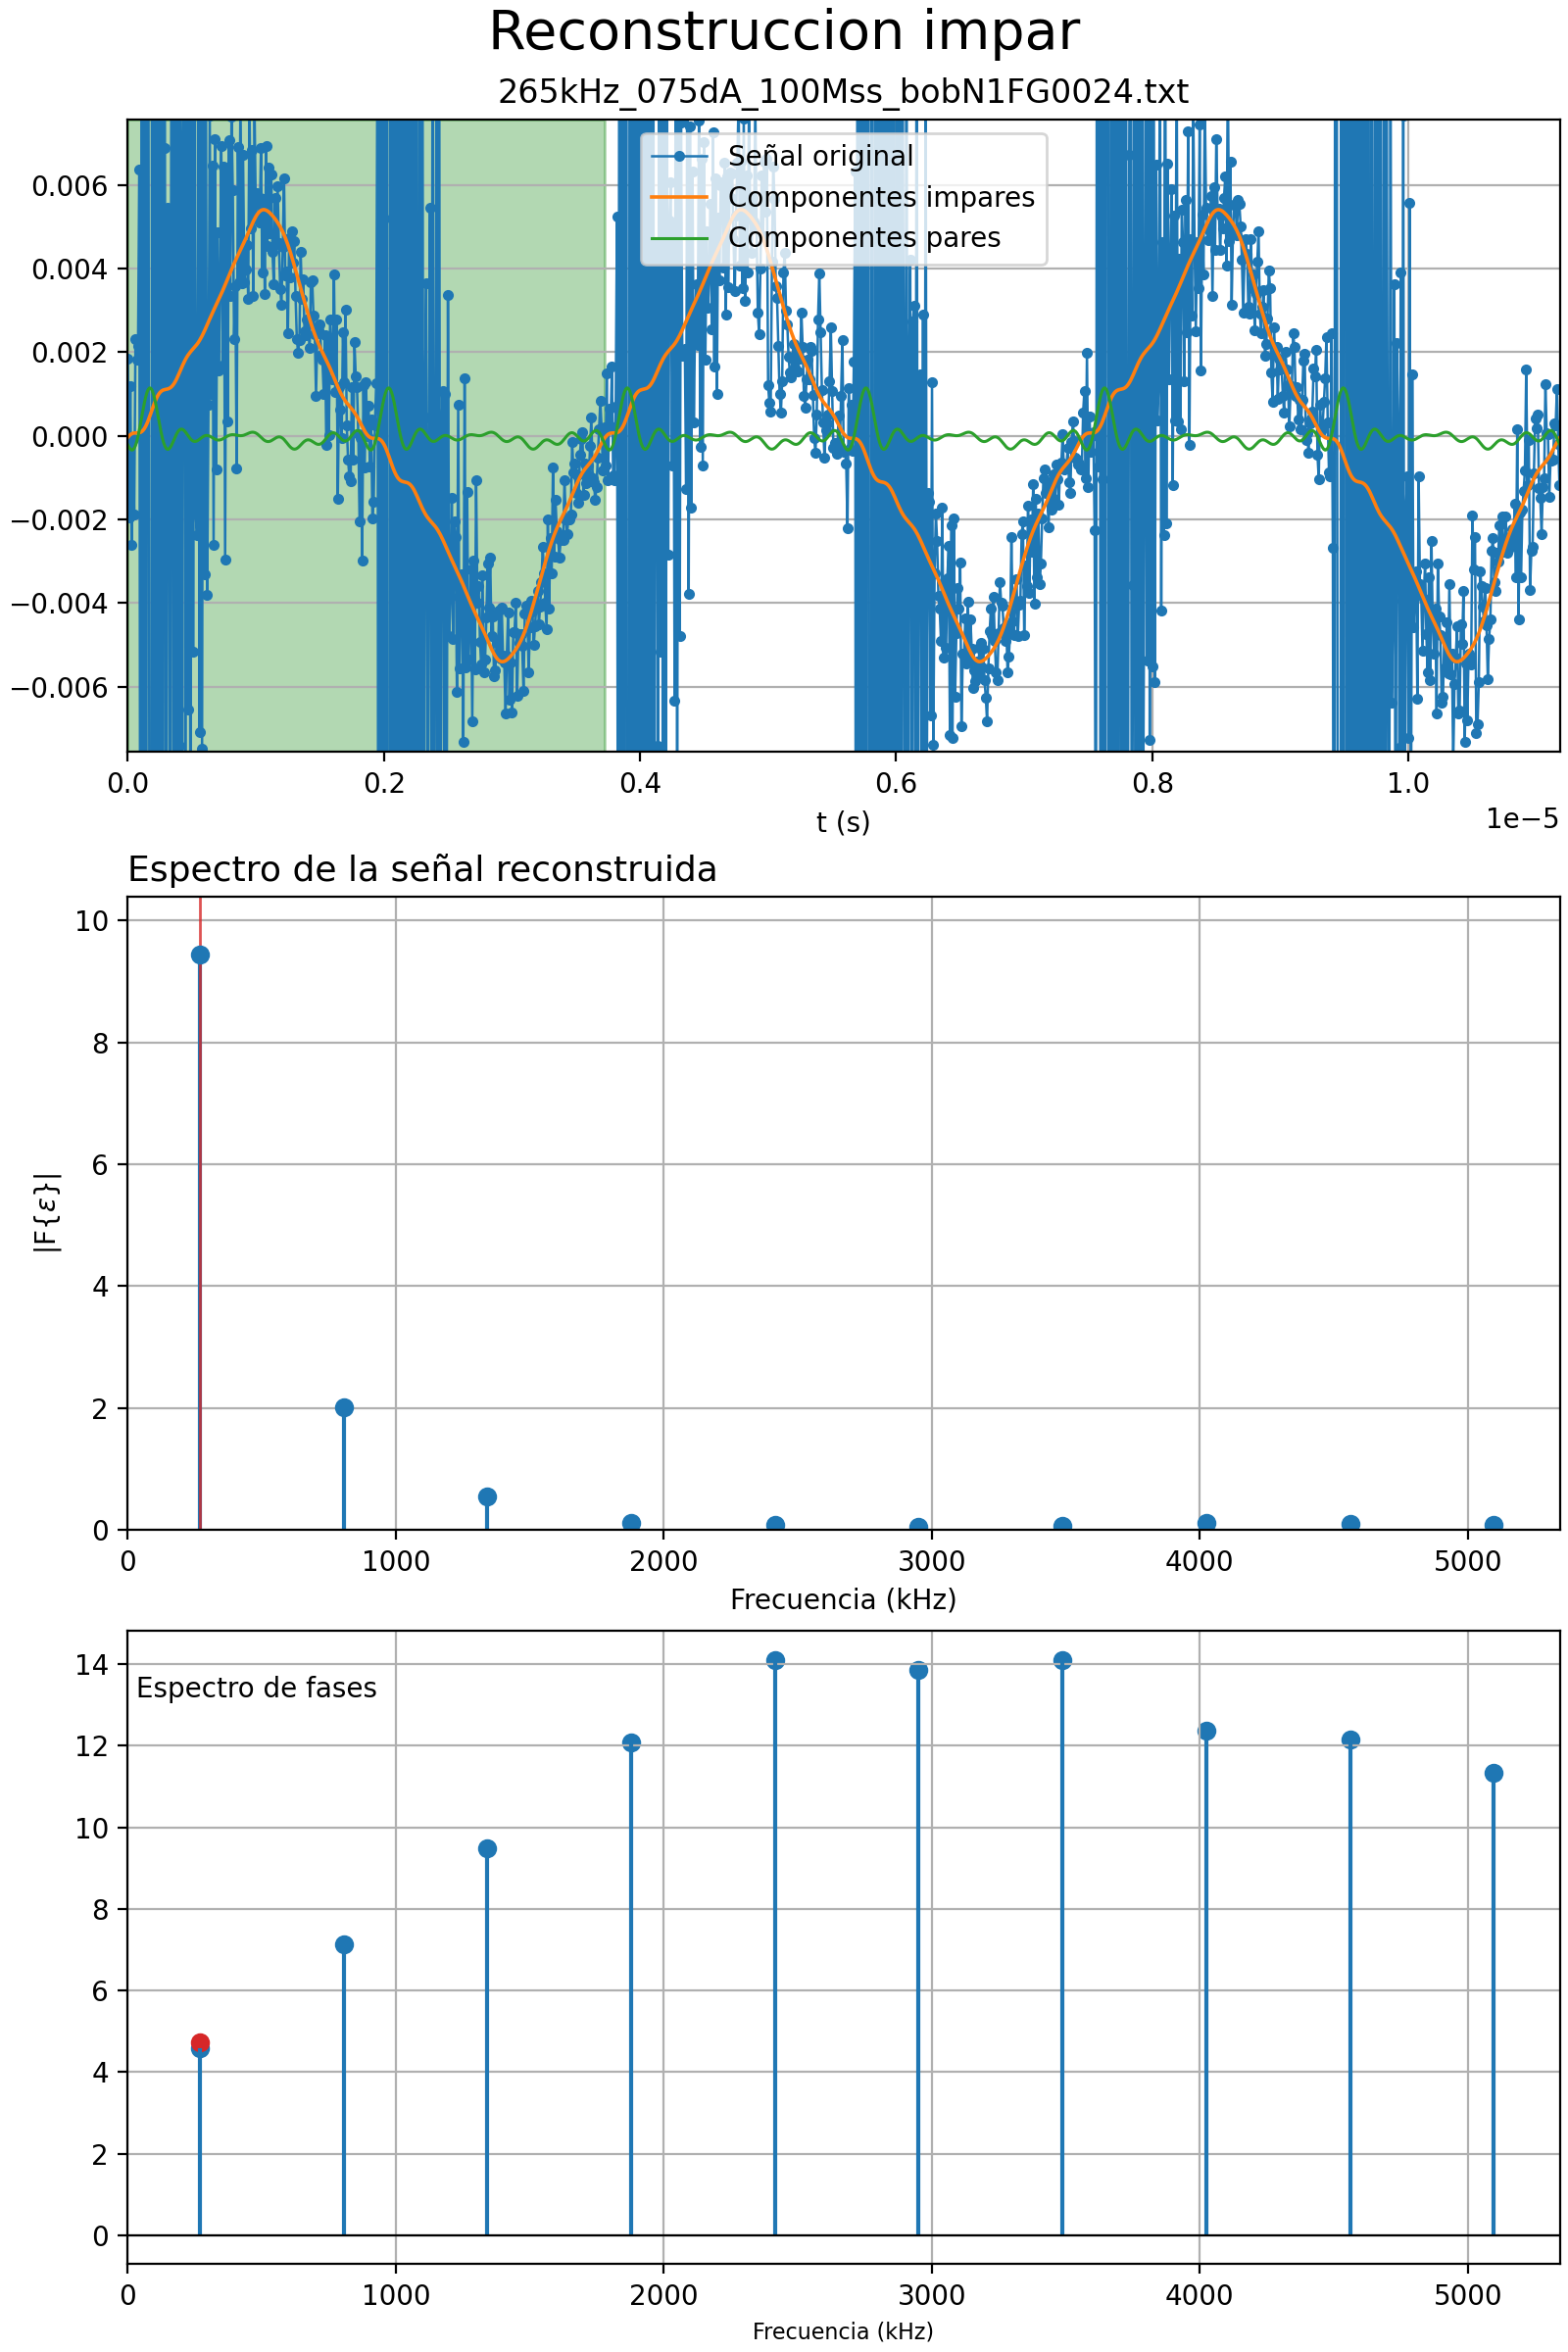 Reconstruccion impar
265kHz_075dA_100Mss_bobN1FG0024.txt
Señal original
Componentes impares
Componentes pares
0.006
0.004
0.002
0.000
−0.002
−0.004
−0.006
0.0 0.2 0.4 0.6 0.8 1.0
1e−5
t (s)
Espectro de la señal reconstruida
10
8
6
4
2
0
|F{ε}|
0 1000 2000 3000 4000 5000
Frecuencia (kHz)
Espectro de fases
14
12
10
8
6
4
2
0
0 1000 2000 3000 4000 5000
Frecuencia (kHz)